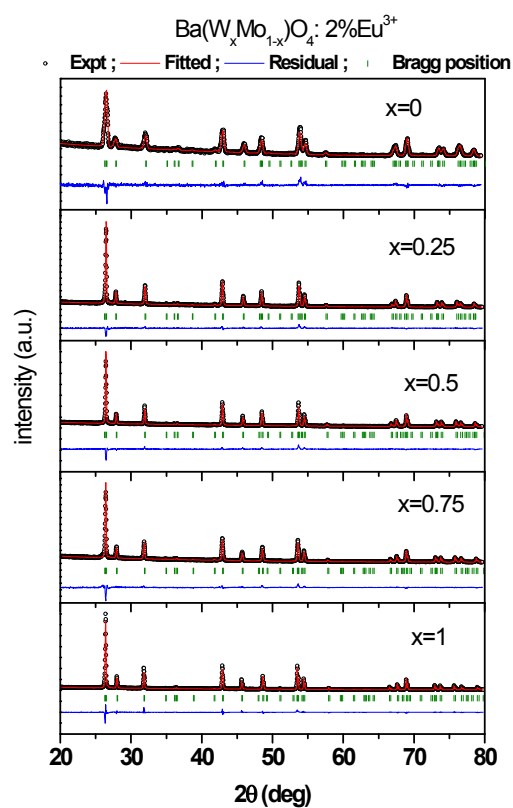 Ba(WₓMo₁₋ₓ)O₄: 2%Eu³⁺
Expt ; Fitted ; Residual ; Bragg position
x=0
x=0.25
x=0.5
x=0.75
x=1
intensity (a.u.)
20 30 40 50 60 70 80
2θ (deg)